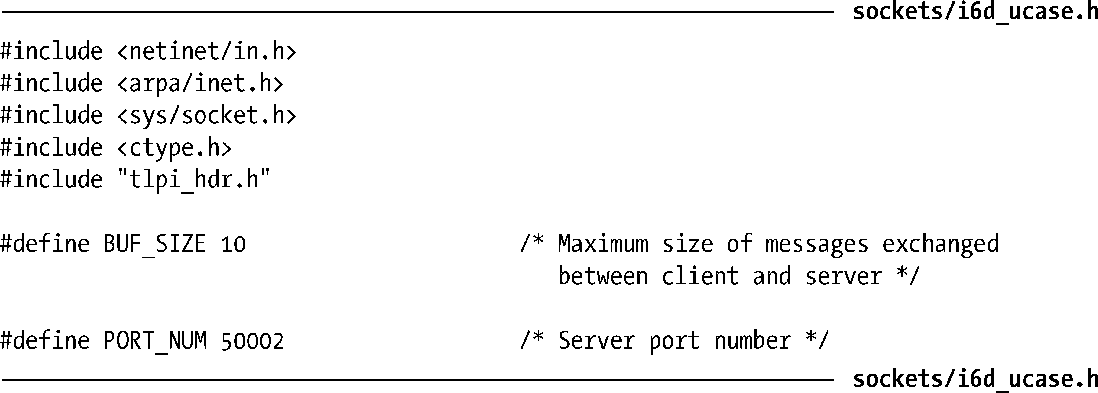 sockets/i6d_ucase.h
#include <netinet/in.h>
#include <arpa/inet.h>
#include <sys/socket.h>
#include <ctype.h>
#include "tlpi_hdr.h"
#define BUF_SIZE 10 /* Maximum size of messages exchanged
between client and server */
#define PORT_NUM 50002 /* Server port number */
sockets/i6d_ucase.h